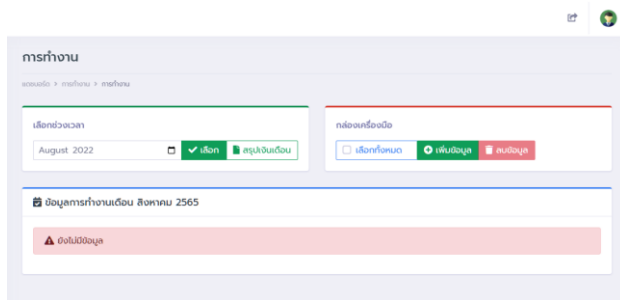 การทำงาน
แดชบอร์ด > การทำงาน > การทำงาน
เลือกช่วงเวลา
August 2022 เลือก สรุปเงินเดือน
กล่องเครื่องมือ
เลือกทั้งหมด เพิ่มข้อมูล ลบข้อมูล
ข้อมูลการทำงานเดือน สิงหาคม 2565
ยังไม่มีข้อมูล